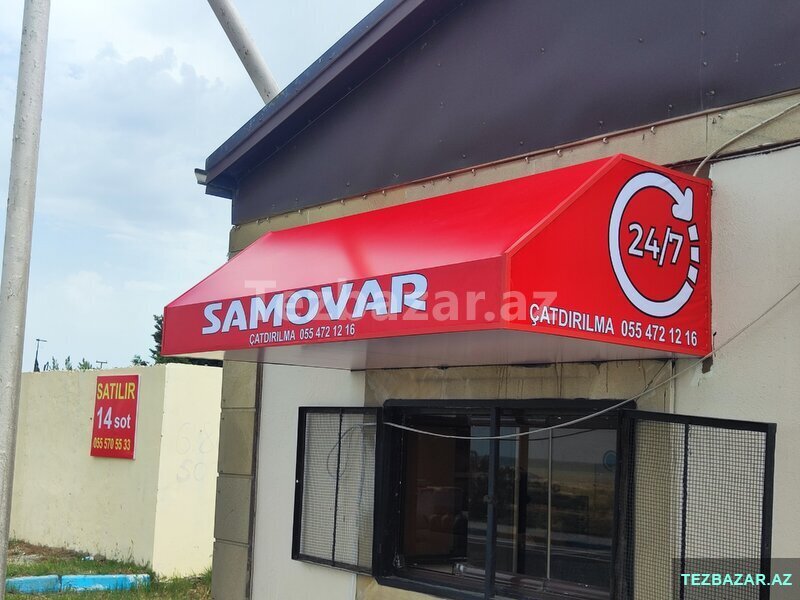 24/7
SAMOVAR
ÇATDIRILMA 055 472 12 16
ÇATDIRILMA 055 472 12 16
Tezbazar.az
SATILIR
14 sot
055 570 55 33
TEZBAZAR.AZ